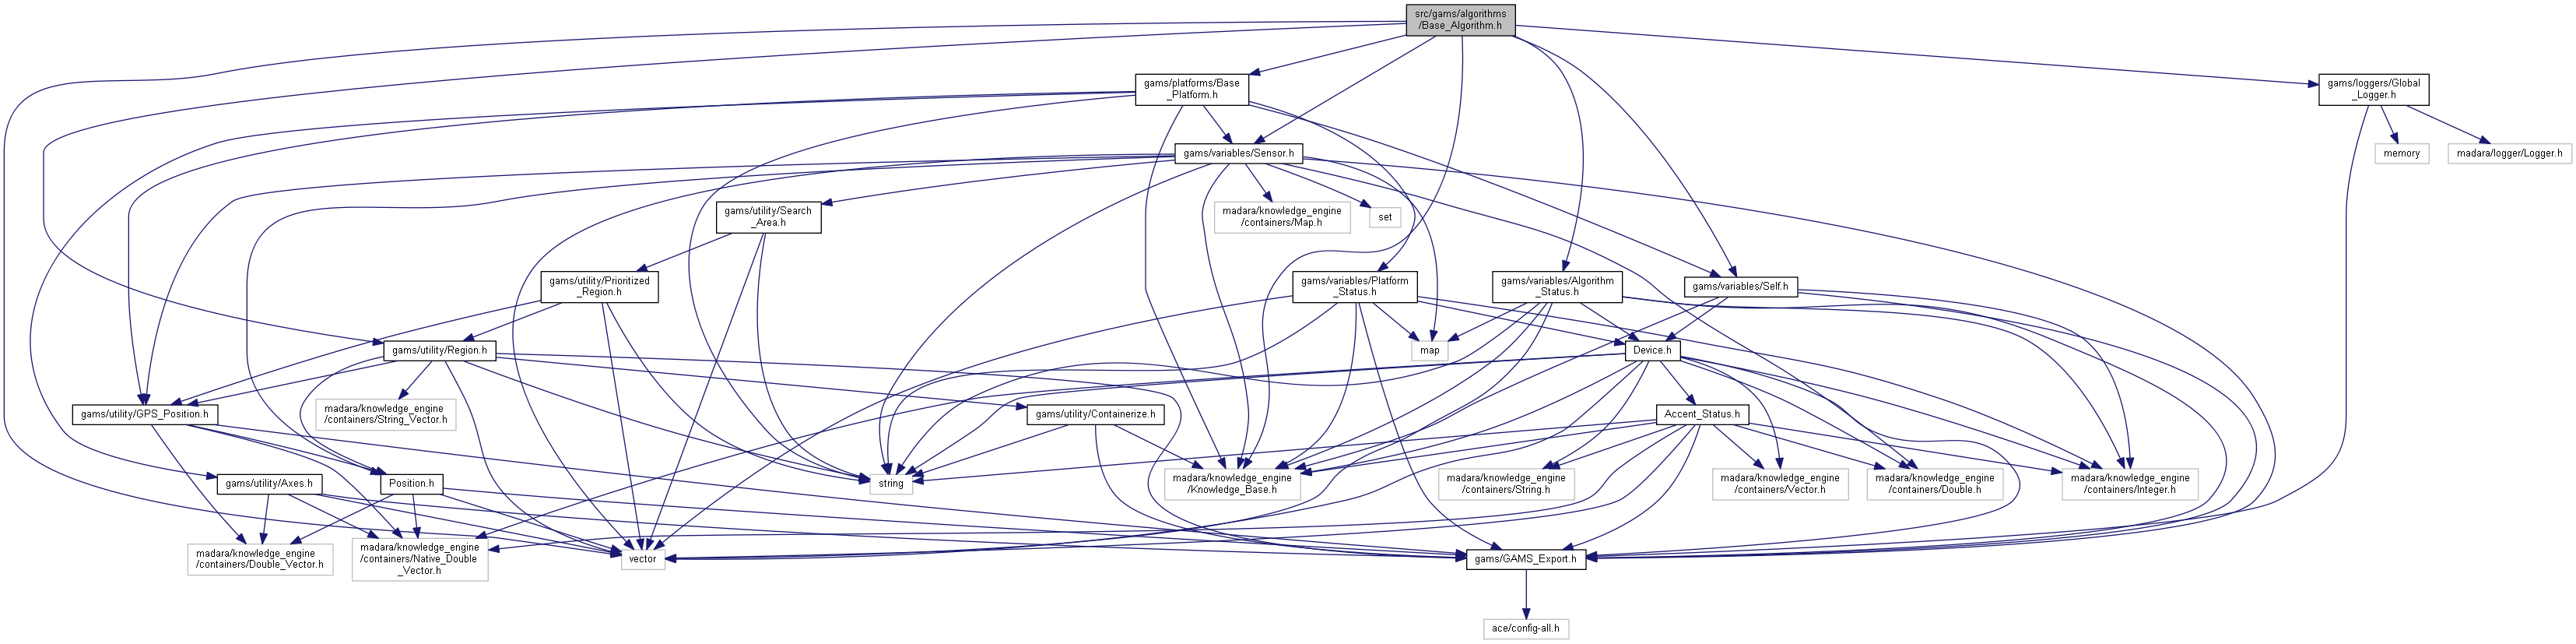 src/gams/algorithms
/Base_Algorithm.h
gams/platforms/Base
_Platform.h
gams/loggers/Global
_Logger.h
gams/variables/Sensor.h
memory
madara/logger/Logger.h
gams/utility/Search
_Area.h
madara/knowledge_engine
/containers/Map.h
set
gams/utility/Prioritized
_Region.h
gams/variables/Platform
_Status.h
gams/variables/Algorithm
_Status.h
gams/variables/Self.h
gams/utility/Region.h
map
Device.h
gams/utility/GPS_Position.h
madara/knowledge_engine
/containers/String_Vector.h
gams/utility/Containerize.h
Accent_Status.h
gams/utility/Axes.h
Position.h
string
madara/knowledge_engine
/Knowledge_Base.h
madara/knowledge_engine
/containers/String.h
madara/knowledge_engine
/containers/Vector.h
madara/knowledge_engine
/containers/Double.h
madara/knowledge_engine
/containers/Integer.h
madara/knowledge_engine
/containers/Double_Vector.h
madara/knowledge_engine
/containers/Native_Double
_Vector.h
vector
gams/GAMS_Export.h
ace/config-all.h